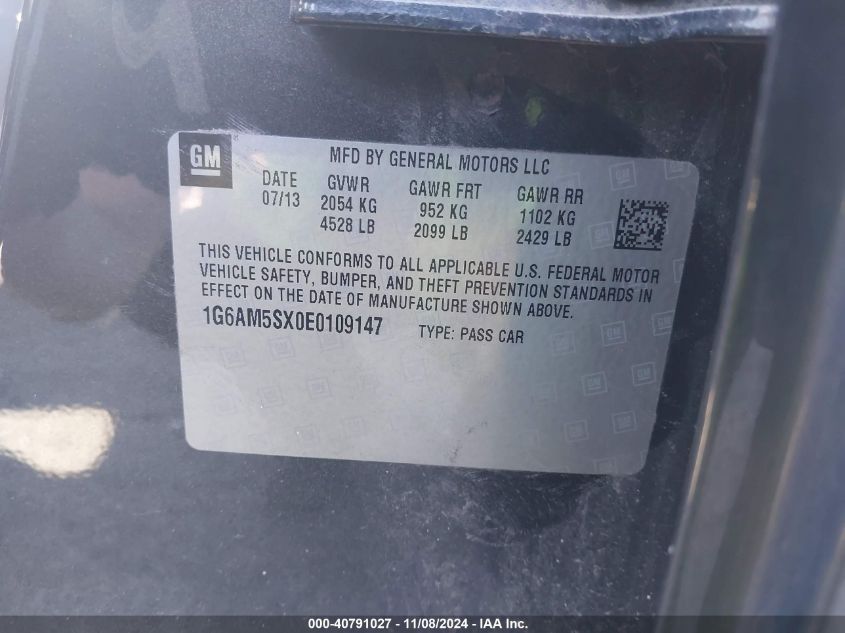 GM
MFD BY GENERAL MOTORS LLC
DATE GVWR GAWR FRT GAWR RR
07/13 2054 KG 952 KG 1102 KG
4528 LB 2099 LB 2429 LB
THIS VEHICLE CONFORMS TO ALL APPLICABLE U.S. FEDERAL MOTOR
VEHICLE SAFETY, BUMPER, AND THEFT PREVENTION STANDARDS IN
EFFECT ON THE DATE OF MANUFACTURE SHOWN ABOVE.
1G6AM5SX0E0109147 TYPE: PASS CAR
000-40791027 - 11/08/2024 - IAA Inc.